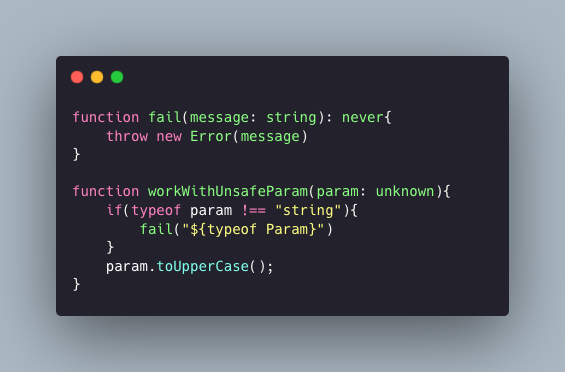 function fail(message: string): never{
    throw new Error(message)
}
function workWithUnsafeParam(param: unknown){
    if(typeof param !== "string"){
        fail("${typeof Param}")
    }
    param.toUpperCase();
}